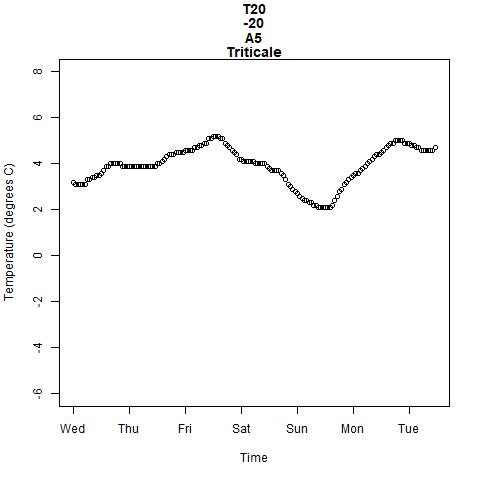 T20
-20
A5
Triticale
Temperature (degrees C)
8
6
4
2
0
-2
-4
-6
Wed Thu Fri Sat Sun Mon Tue
Time